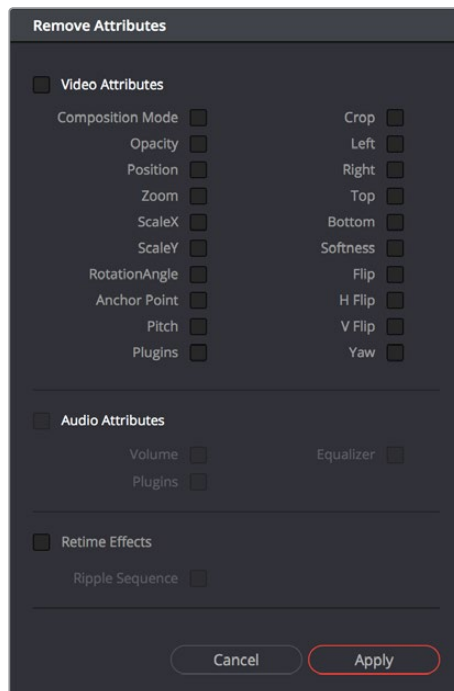 Remove Attributes
Video Attributes
Composition Mode
Crop
Opacity
Left
Position
Right
Zoom
Top
ScaleX
Bottom
ScaleY
Softness
RotationAngle
Flip
Anchor Point
H Flip
Pitch
V Flip
Plugins
Yaw
Audio Attributes
Volume
Equalizer
Plugins
Retime Effects
Ripple Sequence
Cancel
Apply